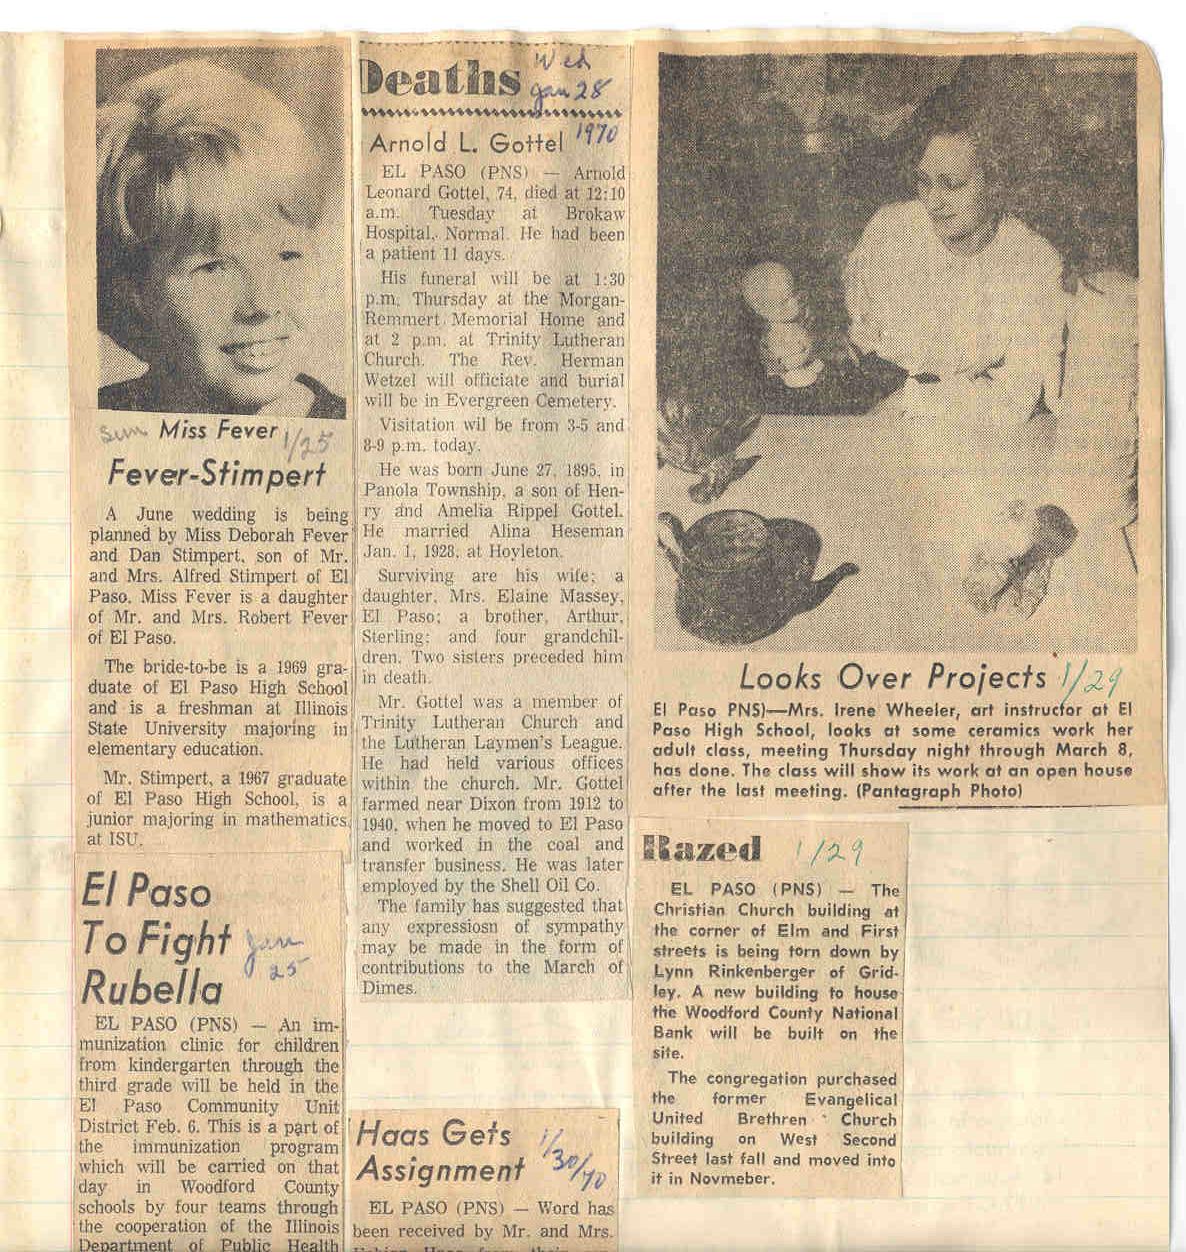 Sun Miss Fever 1/25
Fever-Stimpert
A June wedding is being
planned by Miss Deborah Fever
and Dan Stimpert, son of Mr.
and Mrs. Alfred Stimpert of El
Paso. Miss Fever is a daughter
of Mr. and Mrs. Robert Fever
of El Paso.
The bride-to-be is a 1969 gra-
duate of El Paso High School
and is a freshman at Illinois
State University majoring in
elementary education.
Mr. Stimpert, a 1967 graduate
of El Paso High School, is a
junior majoring in mathematics
at ISU.
El Paso
To Fight
Rubella
Jan
25
EL PASO (PNS) — An im-
munization clinic for children
from kindergarten through the
third grade will be held in the
El Paso Community Unit
District Feb. 6. This is a part of
the immunization program
which will be carried on that
day in Woodford County
schools by four teams through
the cooperation of the Illinois
Department of Public Health
Deaths
Wed
Jan 28
1970
Arnold L. Gottel
EL PASO (PNS) — Arnold
Leonard Gottel, 74, died at 12:10
a.m. Tuesday at Brokaw
Hospital, Normal. He had been
a patient 11 days.
His funeral will be at 1:30
p.m. Thursday at the Morgan-
Remmert Memorial Home and
at 2 p.m. at Trinity Lutheran
Church. The Rev. Herman
Wetzel will officiate and burial
will be in Evergreen Cemetery.
Visitation wil be from 3-5 and
8-9 p.m. today.
He was born June 27, 1895, in
Panola Township, a son of Hen-
ry and Amelia Rippel Gottel.
He married Alina Heseman
Jan. 1, 1928, at Hoyleton.
Surviving are his wife; a
daughter, Mrs. Elaine Massey,
El Paso; a brother, Arthur,
Sterling; and four grandchil-
dren. Two sisters preceded him
in death.
Mr. Gottel was a member of
Trinity Lutheran Church and
the Lutheran Laymen's League.
He had held various offices
within the church. Mr. Gottel
farmed near Dixon from 1912 to
1940, when he moved to El Paso
and worked in the coal and
transfer business. He was later
employed by the Shell Oil Co.
The family has suggested that
any expressiosn of sympathy
may be made in the form of
contributions to the March of
Dimes.
Haas Gets
Assignment
1/30/70
EL PASO (PNS) — Word has
been received by Mr. and Mrs.
Looks Over Projects 1/29
El Paso PNS)—Mrs. Irene Wheeler, art instructor at El
Paso High School, looks at some ceramics work her
adult class, meeting Thursday night through March 8,
has done. The class will show its work at an open house
after the last meeting. (Pantagraph Photo)
Razed 1/29
EL PASO (PNS) — The
Christian Church building at
the corner of Elm and First
streets is being torn down by
Lynn Rinkenberger of Grid-
ley. A new building to house
the Woodford County National
Bank will be built on the
site.
The congregation purchased
the former Evangelical
United Brethren Church
building on West Second
Street last fall and moved into
it in Novmeber.